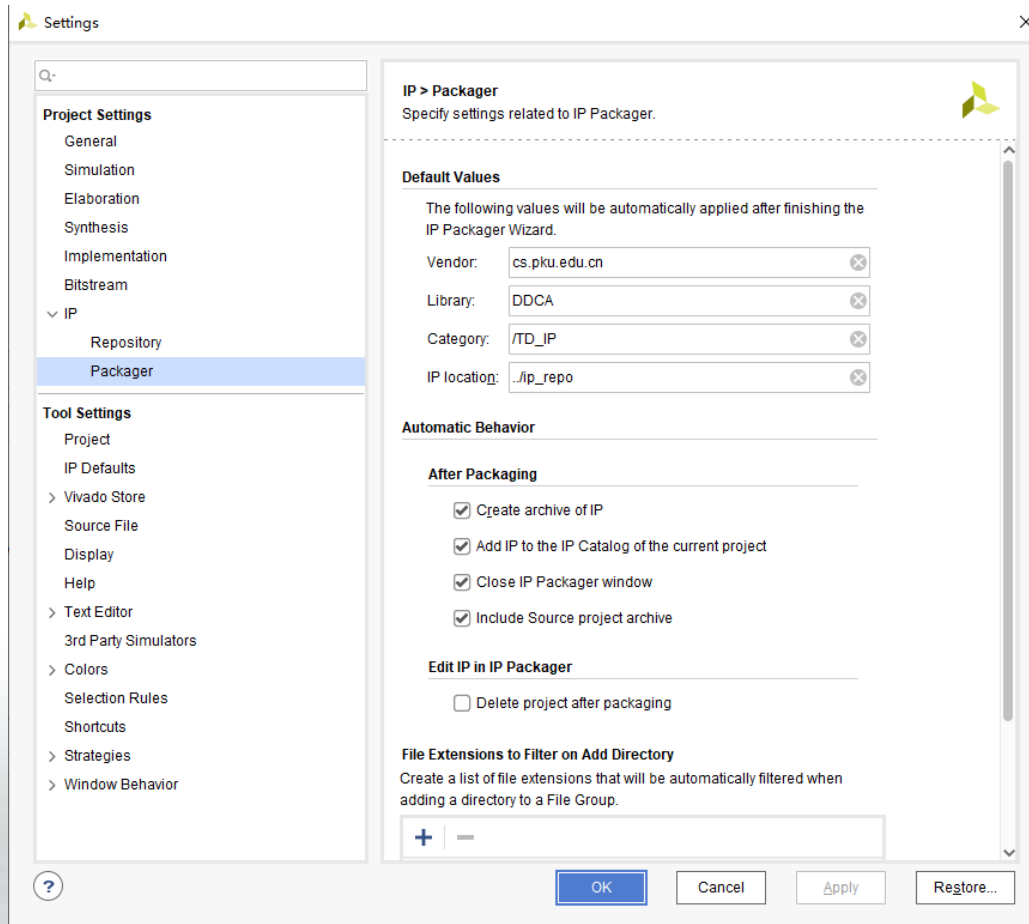 Settings
Project Settings
General
Simulation
Elaboration
Synthesis
Implementation
Bitstream
IP
Repository
Packager
Tool Settings
Project
IP Defaults
Vivado Store
Source File
Display
Help
Text Editor
3rd Party Simulators
Colors
Selection Rules
Shortcuts
Strategies
Window Behavior
IP > Packager
Specify settings related to IP Packager.
Default Values
The following values will be automatically applied after finishing the
IP Packager Wizard.
Vendor: cs.pku.edu.cn
Library: DDCA
Category: /TD_IP
IP location: ../ip_repo
Automatic Behavior
After Packaging
Create archive of IP
Add IP to the IP Catalog of the current project
Close IP Packager window
Include Source project archive
Edit IP in IP Packager
Delete project after packaging
File Extensions to Filter on Add Directory
Create a list of file extensions that will be automatically filtered when
adding a directory to a File Group.
?
OK Cancel Apply Restore...